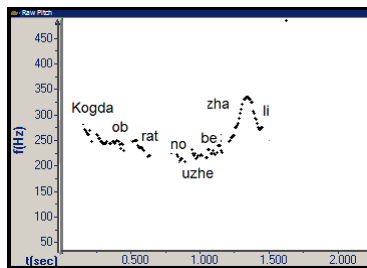 Raw Pitch
450
400
350
300
250
200
150
100
50
f(Hz)
Kogda
ob
rat
no
uzhe
be:
zha
li
t(sec)
0.500
1.000
1.500
2.000